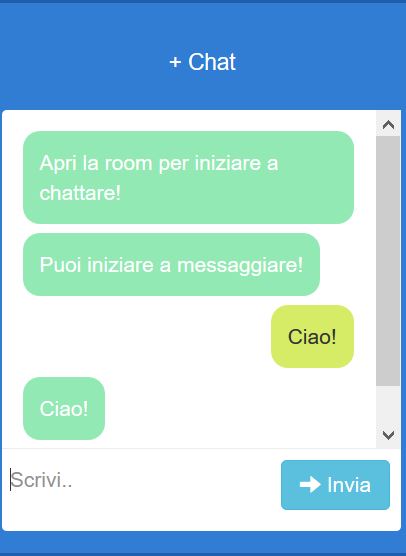 + Chat
Apri la room per iniziare a
chattare!
Puoi iniziare a messaggiare!
Ciao!
Ciao!
Scrivi..
Invia